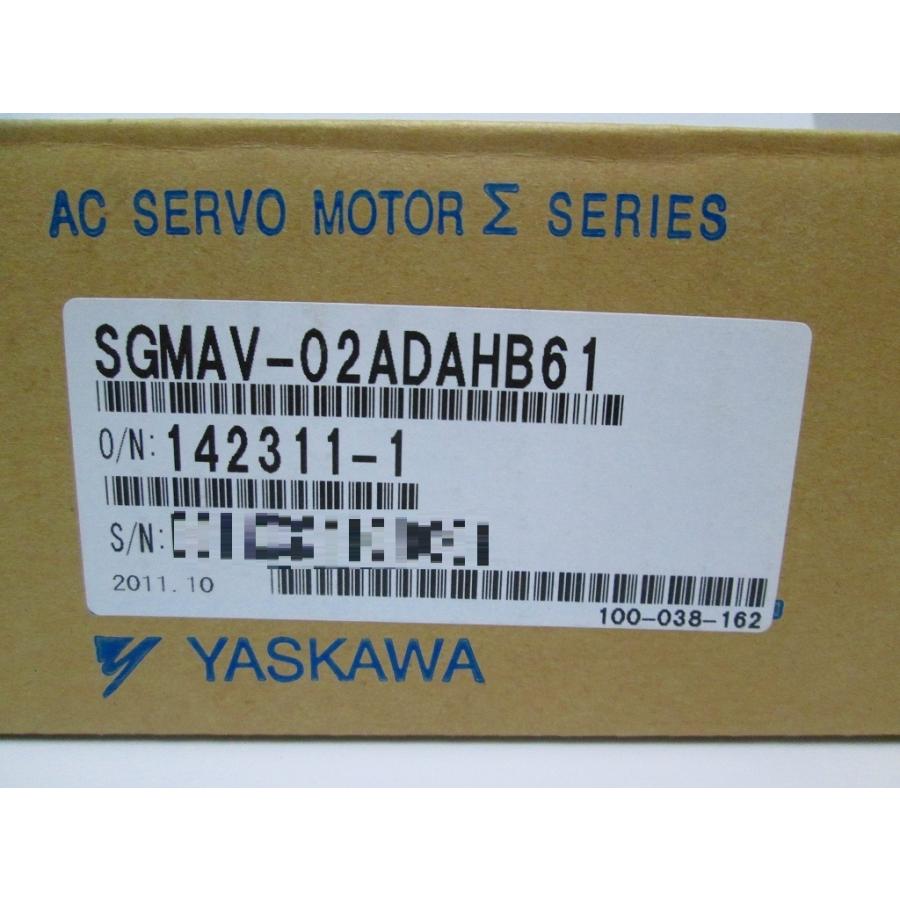 AC SERVO MOTOR Σ SERIES
SGMAV-02ADAHB61
O/N: 142311-1
S/N:
2011.10
100-038-162
YASKAWA